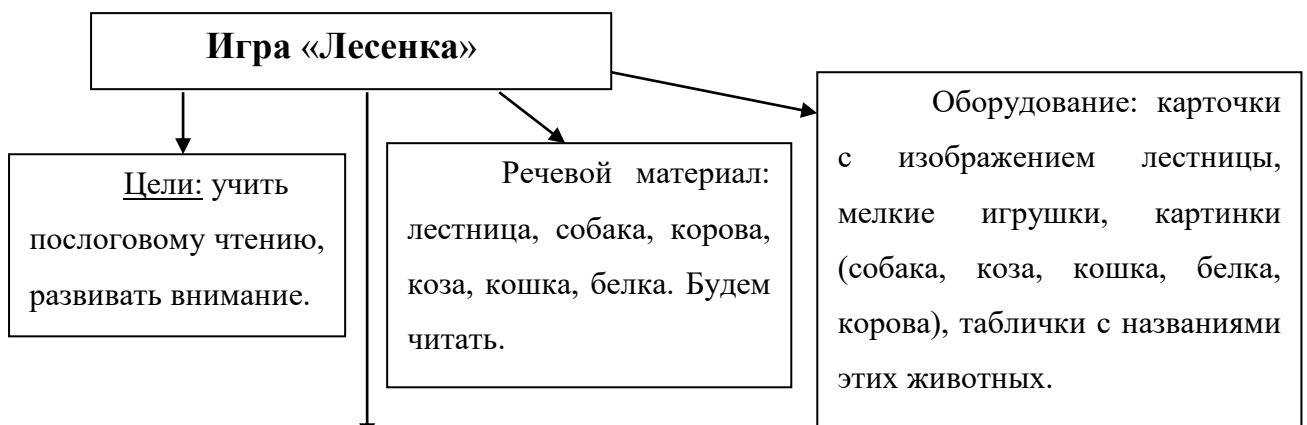 Игра «Лесенка»
Цели: учить
послоговому чтению,
развивать внимание.
Речевой материал:
лестница, собака, корова,
коза, кошка, белка. Будем
читать.
Оборудование: карточки
с изображением лестницы,
мелкие игрушки, картинки
(собака, коза, кошка, белка,
корова), таблички с названиями
этих животных.